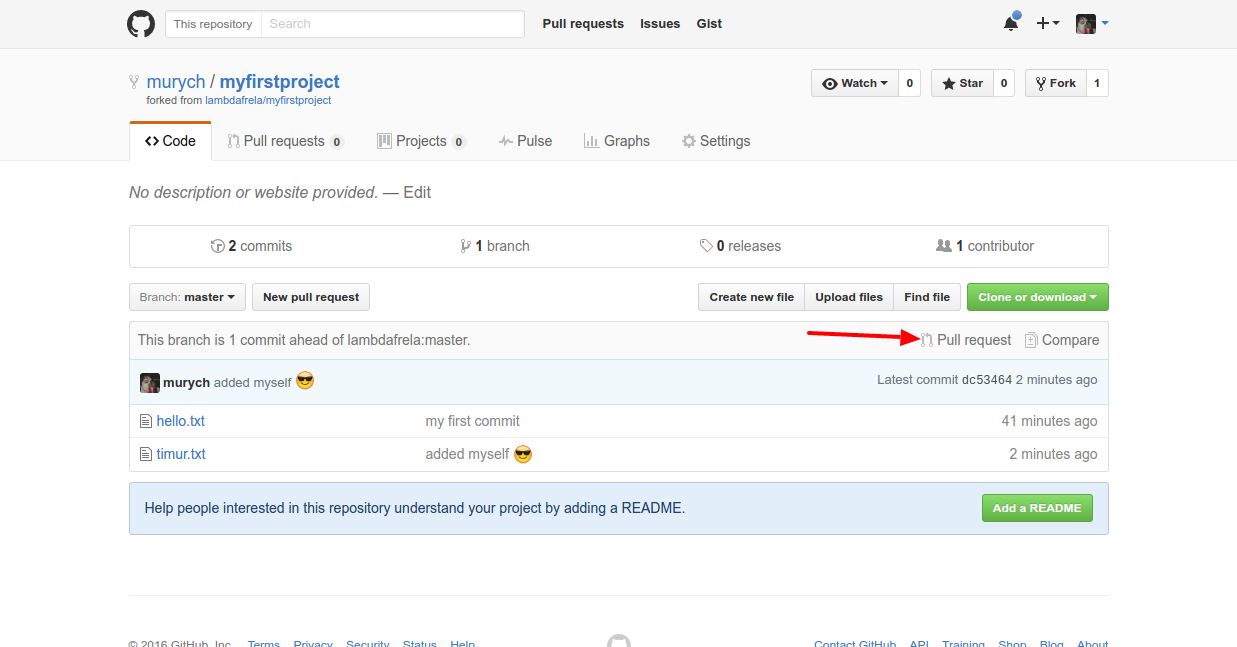 This repository Search Pull requests Issues Gist
murych / myfirstproject Watch 0 Star 0 Fork 1
forked from lambdafrela/myfirstproject
Code Pull requests 0 Projects 0 Pulse Graphs Settings
No description or website provided. — Edit
2 commits 1 branch 0 releases 1 contributor
Branch: master New pull request Create new file Upload files Find file Clone or download
This branch is 1 commit ahead of lambdafrela:master. Pull request Compare
murych added myself 😎 Latest commit dc53464 2 minutes ago
hello.txt my first commit 41 minutes ago
timur.txt added myself 😎 2 minutes ago
Help people interested in this repository understand your project by adding a README. Add a README
© 2016 GitHub, Inc. Terms Privacy Security Status Help Contact GitHub API Training Shop Blog About